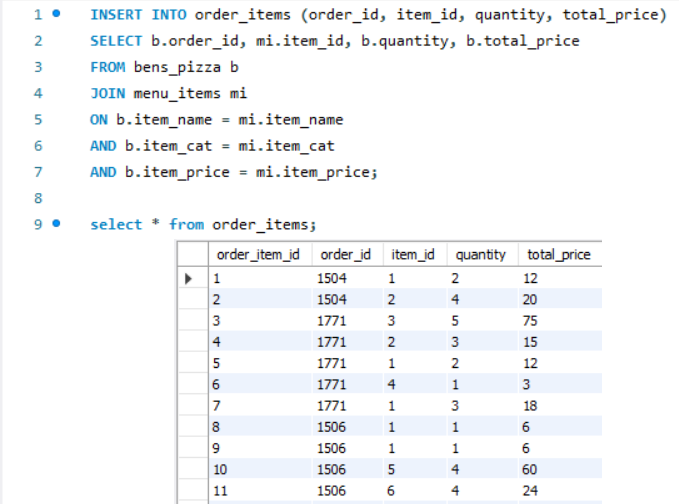 1 INSERT INTO order_items (order_id, item_id, quantity, total_price)
2 SELECT b.order_id, mi.item_id, b.quantity, b.total_price
3 FROM bens_pizza b
4 JOIN menu_items mi
5 ON b.item_name = mi.item_name
6 AND b.item_cat = mi.item_cat
7 AND b.item_price = mi.item_price;
8
9 select * from order_items;
order_item_id order_id item_id quantity total_price
1 1504 1 2 12
2 1504 2 4 20
3 1771 3 5 75
4 1771 2 3 15
5 1771 1 2 12
6 1771 4 1 3
7 1771 1 3 18
8 1506 1 1 6
9 1506 1 1 6
10 1506 5 4 60
11 1506 6 4 24